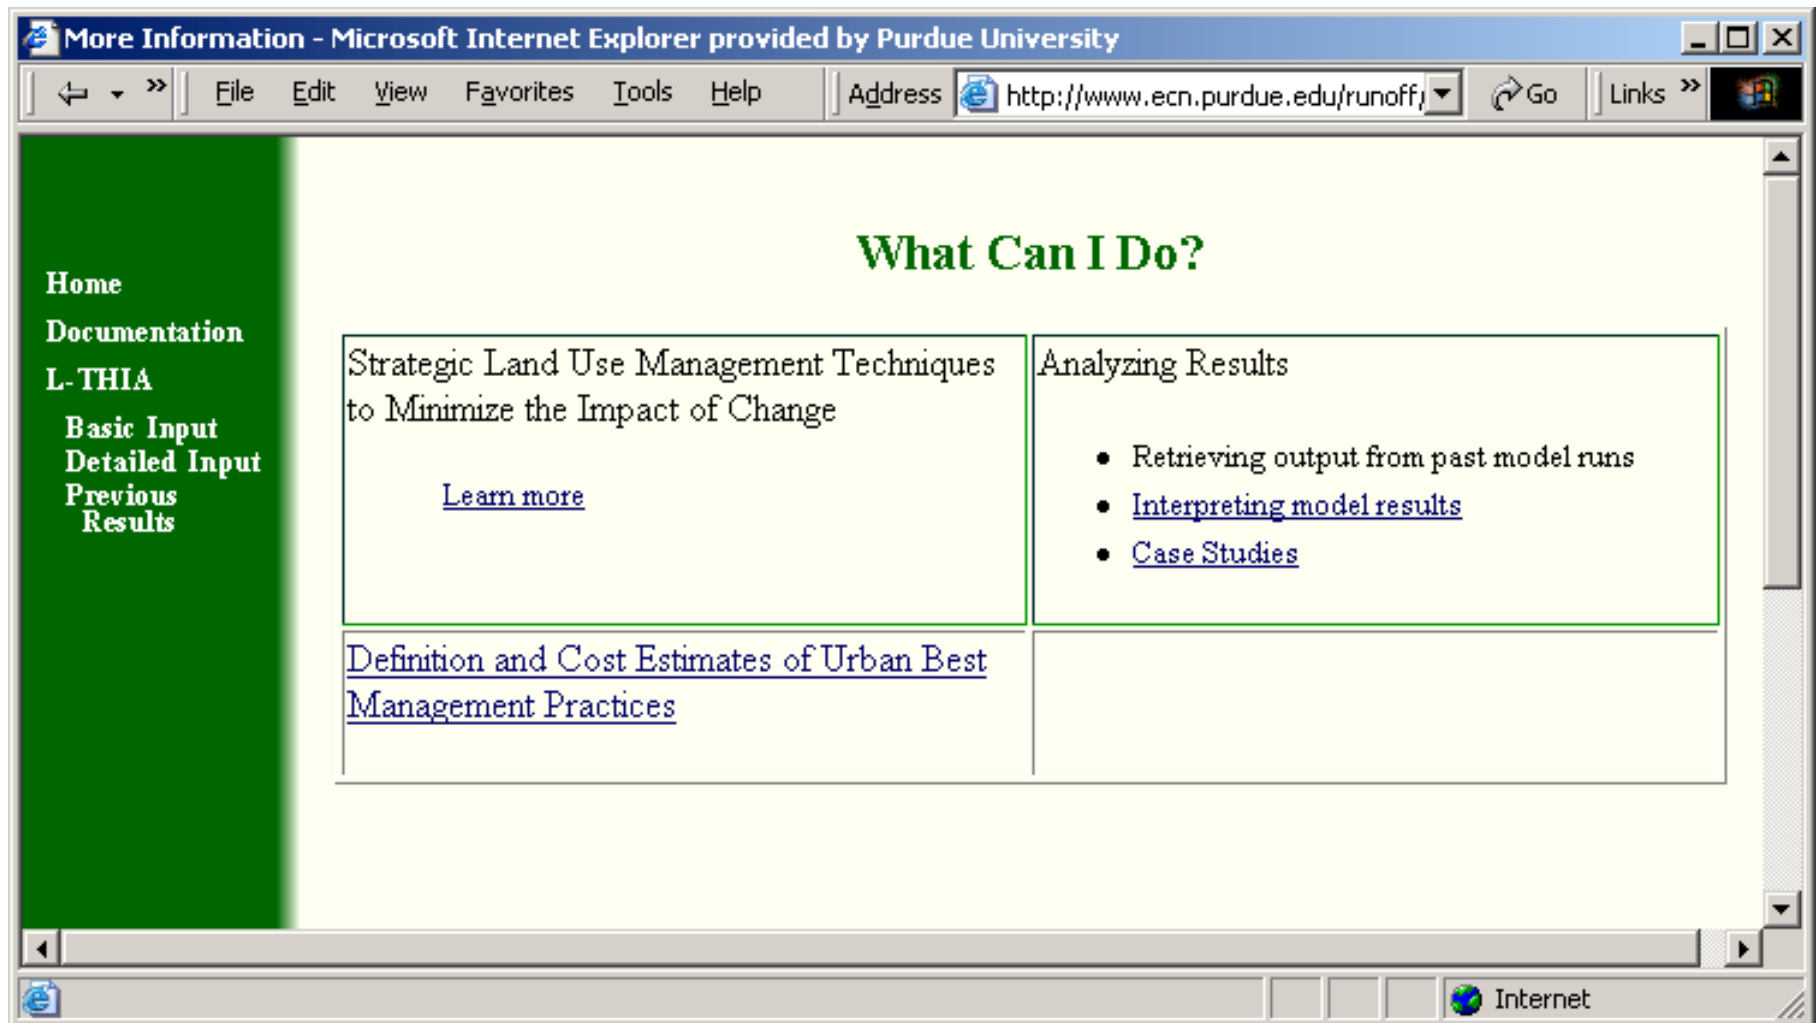 More Information - Microsoft Internet Explorer provided by Purdue University
» File Edit View Favorites Tools Help Address http://www.ecn.purdue.edu/runoff/ Go Links »
Home
Documentation
L-THIA
Basic Input
Detailed Input
Previous
Results
What Can I Do?
Strategic Land Use Management Techniques
to Minimize the Impact of Change
Learn more
Analyzing Results
Retrieving output from past model runs
Interpreting model results
Case Studies
Definition and Cost Estimates of Urban Best
Management Practices
Internet